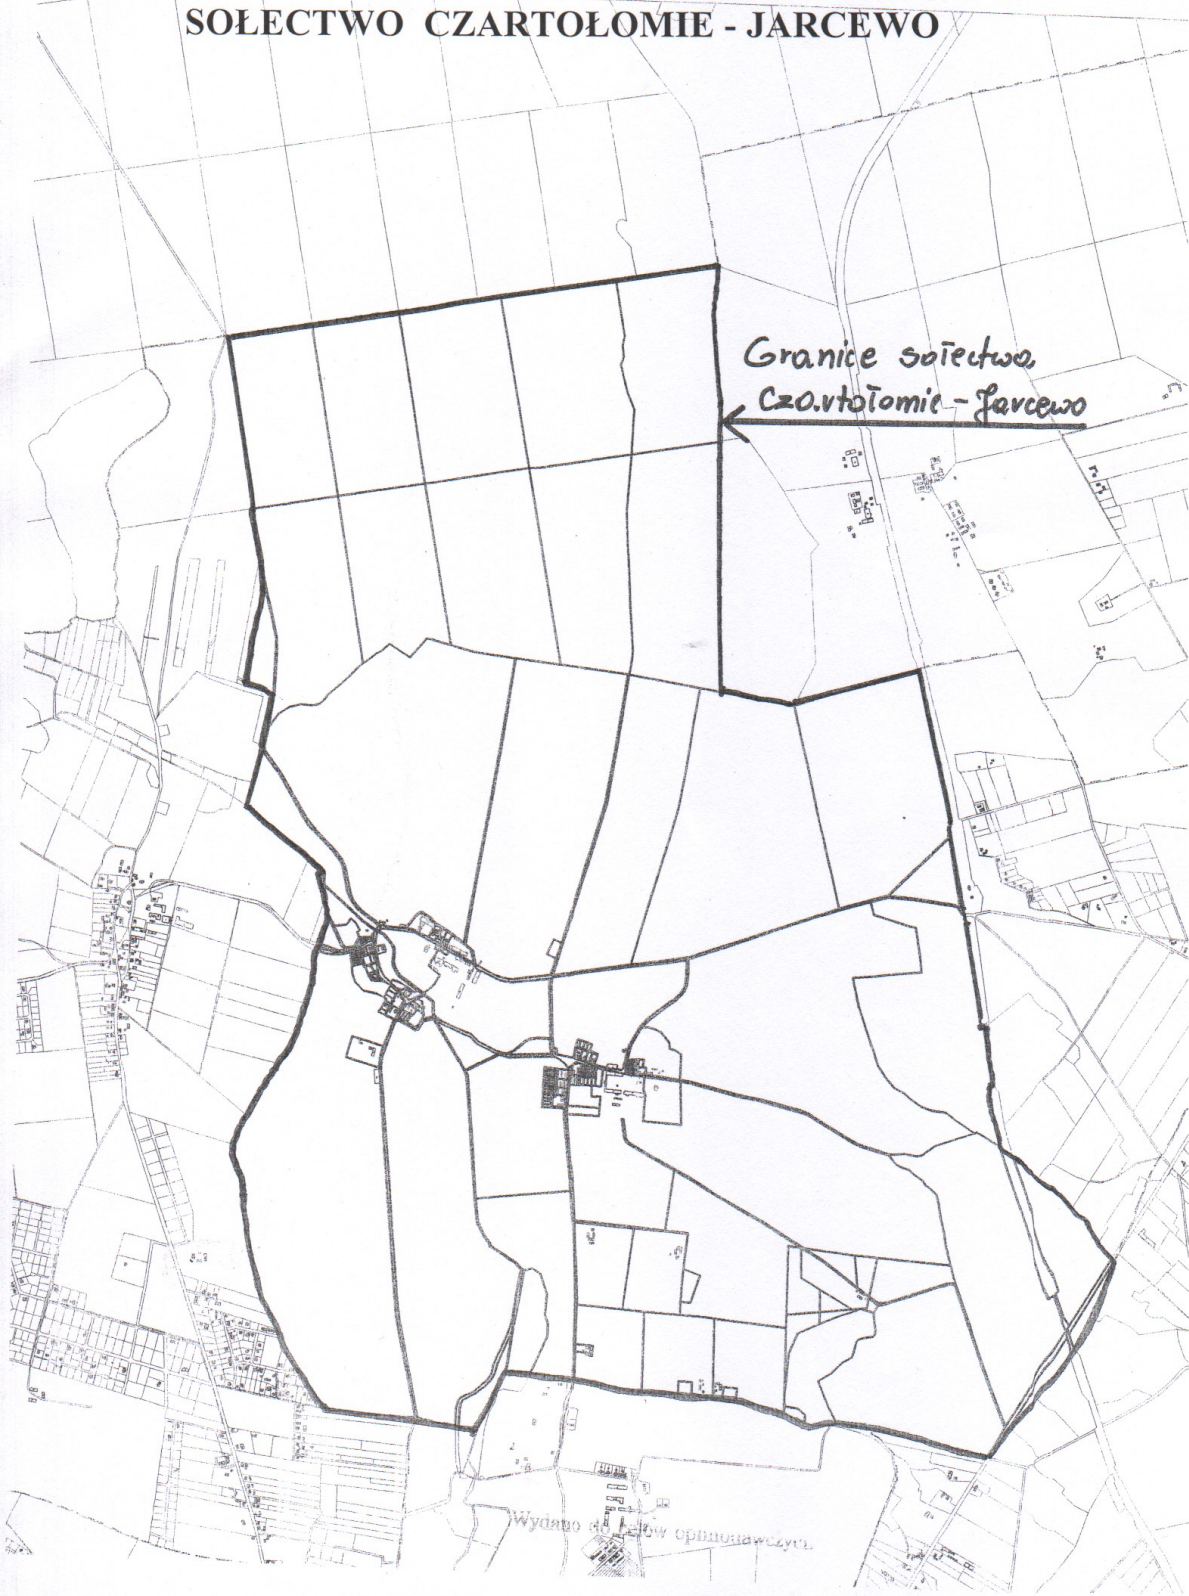 SOŁECTWO CZARTOŁOMIE - JARCEWO
Granice sołectwa
Czartołomie - Jarcewo
Wydano do celów opiniodawczych.